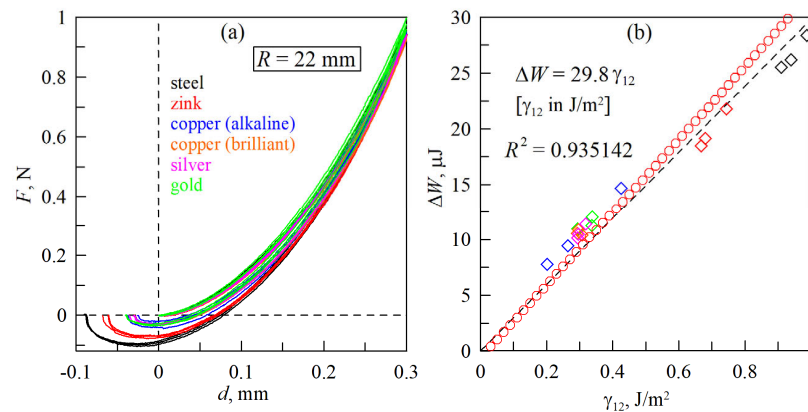 (a)
R = 22 mm
steel
zink
copper (alkaline)
copper (brilliant)
silver
gold
F, N
1
0.8
0.6
0.4
0.2
0
-0.1
0
0.1
0.2
0.3
d, mm
(b)
ΔW = 29.8 γ₁₂
[γ₁₂ in J/m²]
R² = 0.935142
ΔW, μJ
30
25
20
15
10
5
0
0
0.2
0.4
0.6
0.8
1
γ₁₂, J/m²